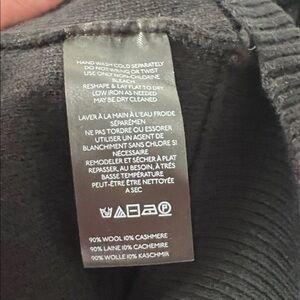 HAND WASH COLD SEPARATELY
DO NOT WRING OR TWIST
USE ONLY NON-CHLORINE
BLEACH
RESHAPE & LAY FLAT TO DRY
LOW IRON AS NEEDED
MAY BE DRY CLEANED
LAVER À LA MAIN À L'EAU FROIDE
SÉPARÉMEN
NE PAS TORDRE OU ESSORER
UTILISER UN AGENT DE
BLANCHIMENT SANS CHLORE SI
NÉCESSAIRE
REMODELER ET SÉCHER À PLAT
REPASSER, AU BESOIN, À TRÈS
BASSE TEMPÉRATURE
PEUT-ÊTRE ÊTRE NETTOYÉE
A SEC
P
90% WOOL 10% CASHMERE
90% LAINE 10% CACHEMIRE
90% WOLLE 10% KASCHMIR